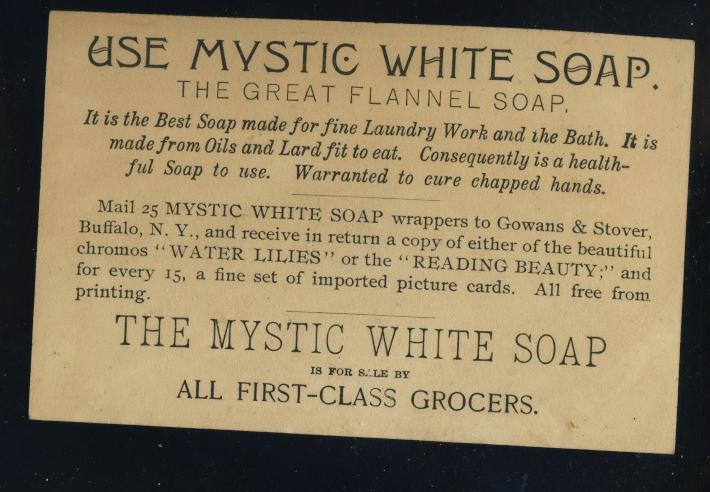 USE MYSTIC WHITE SOAP.
THE GREAT FLANNEL SOAP.
It is the Best Soap made for fine Laundry Work and the Bath. It is
made from Oils and Lard fit to eat. Consequently is a health-
ful Soap to use. Warranted to cure chapped hands.
Mail 25 MYSTIC WHITE SOAP wrappers to Gowans & Stover,
Buffalo, N. Y., and receive in return a copy of either of the beautiful
chromos "WATER LILIES" or the "READING BEAUTY;" and
for every 15, a fine set of imported picture cards. All free from
printing.
THE MYSTIC WHITE SOAP
IS FOR SALE BY
ALL FIRST-CLASS GROCERS.